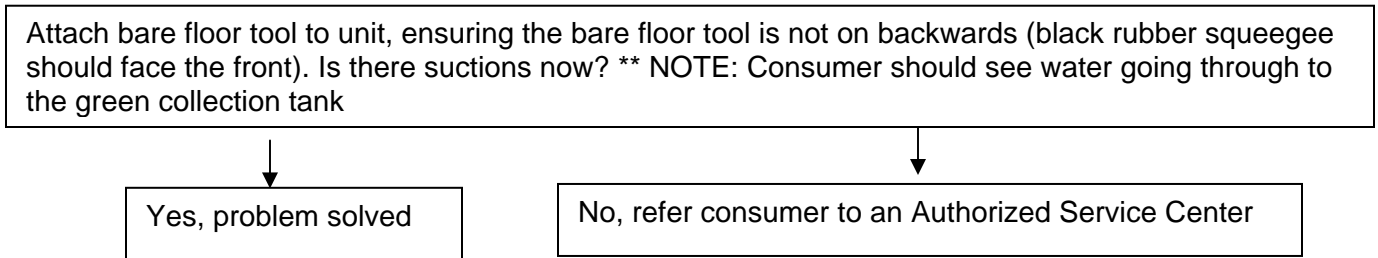 Attach bare floor tool to unit, ensuring the bare floor tool is not on backwards (black rubber squeegee
should face the front). Is there suctions now? ** NOTE: Consumer should see water going through to
the green collection tank
Yes, problem solved
No, refer consumer to an Authorized Service Center